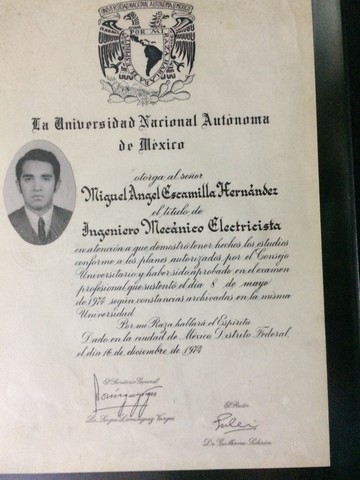 UNIVERSIDAD NACIONAL AUTONOMA DE MEXICO
POR MI RAZA HABLARA EL ESPIRITU
La Universidad Nacional Autónoma
de México
otorga al señor
Miguel Angel Escamilla Hernández
el título de
Ingeniero Mecánico Electricista
en atención a que demostró tener hechos los estudios
conforme a los planes autorizados por el Consejo
Universitario y haber sido aprobado en el examen
profesional que sustentó el día 8 de mayo
de 1974 según constancias archivadas en la misma
Universidad
Por mi Raza hablará el Espíritu
Dado en la ciudad de México, Distrito Federal
el día 16 de diciembre de 1974
El Secretario General
Lic. Sergio Domínguez Vargas
El Rector
Dr. Guillermo Soberón